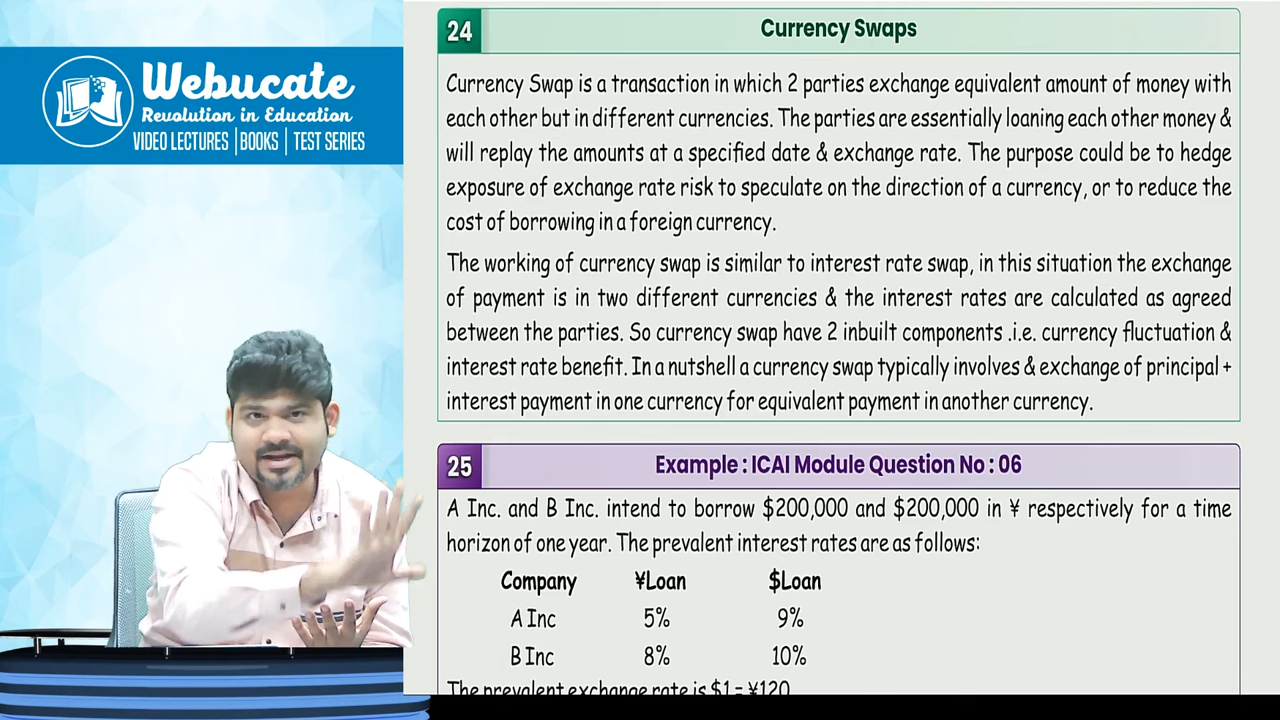 Webucate
Revolution in Education
VIDEO LECTURES | BOOKS | TEST SERIES
24
Currency Swaps
Currency Swap is a transaction in which 2 parties exchange equivalent amount of money with
each other but in different currencies. The parties are essentially loaning each other money &
will replay the amounts at a specified date & exchange rate. The purpose could be to hedge
exposure of exchange rate risk to speculate on the direction of a currency, or to reduce the
cost of borrowing in a foreign currency.
The working of currency swap is similar to interest rate swap, in this situation the exchange
of payment is in two different currencies & the interest rates are calculated as agreed
between the parties. So currency swap have 2 inbuilt components .i.e. currency fluctuation &
interest rate benefit. In a nutshell a currency swap typically involves & exchange of principal +
interest payment in one currency for equivalent payment in another currency.
25
Example : ICAI Module Question No : 06
A Inc. and B Inc. intend to borrow $200,000 and $200,000 in ¥ respectively for a time
horizon of one year. The prevalent interest rates are as follows:
Company ¥Loan $Loan
A Inc 5% 9%
B Inc 8% 10%
The prevalent exchange rate is $1 = ¥120